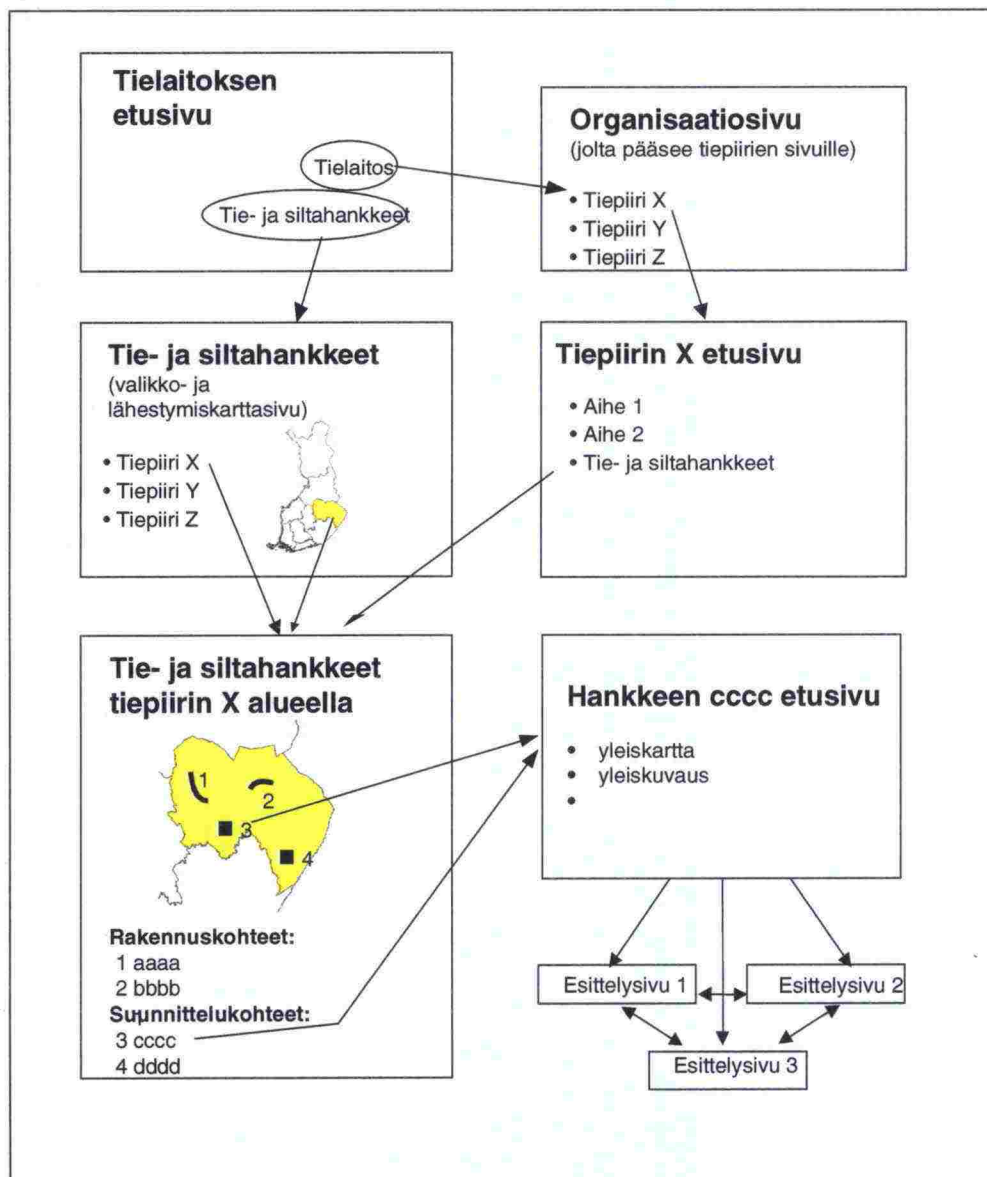 Tielaitoksen
etusivu
Tielaitos
Tie- ja siltahankkeet
Organisaatiosivu
(jolta pääsee tiepiirien sivuille)
• Tiepiiri X
• Tiepiiri Y
• Tiepiiri Z
Tie- ja siltahankkeet
(valikko- ja
lähestymiskarttasivu)
• Tiepiiri X
• Tiepiiri Y
• Tiepiiri Z
Tiepiirin X etusivu
• Aihe 1
• Aihe 2
• Tie- ja siltahankkeet
Tie- ja siltahankkeet
tiepiirin X alueella
1
2
3
4
Rakennuskohteet:
1 aaaa
2 bbbb
Suunnittelukohteet:
3 cccc
4 dddd
Hankkeen cccc etusivu
• yleiskartta
• yleiskuvaus
•
Esittelysivu 1
Esittelysivu 2
Esittelysivu 3